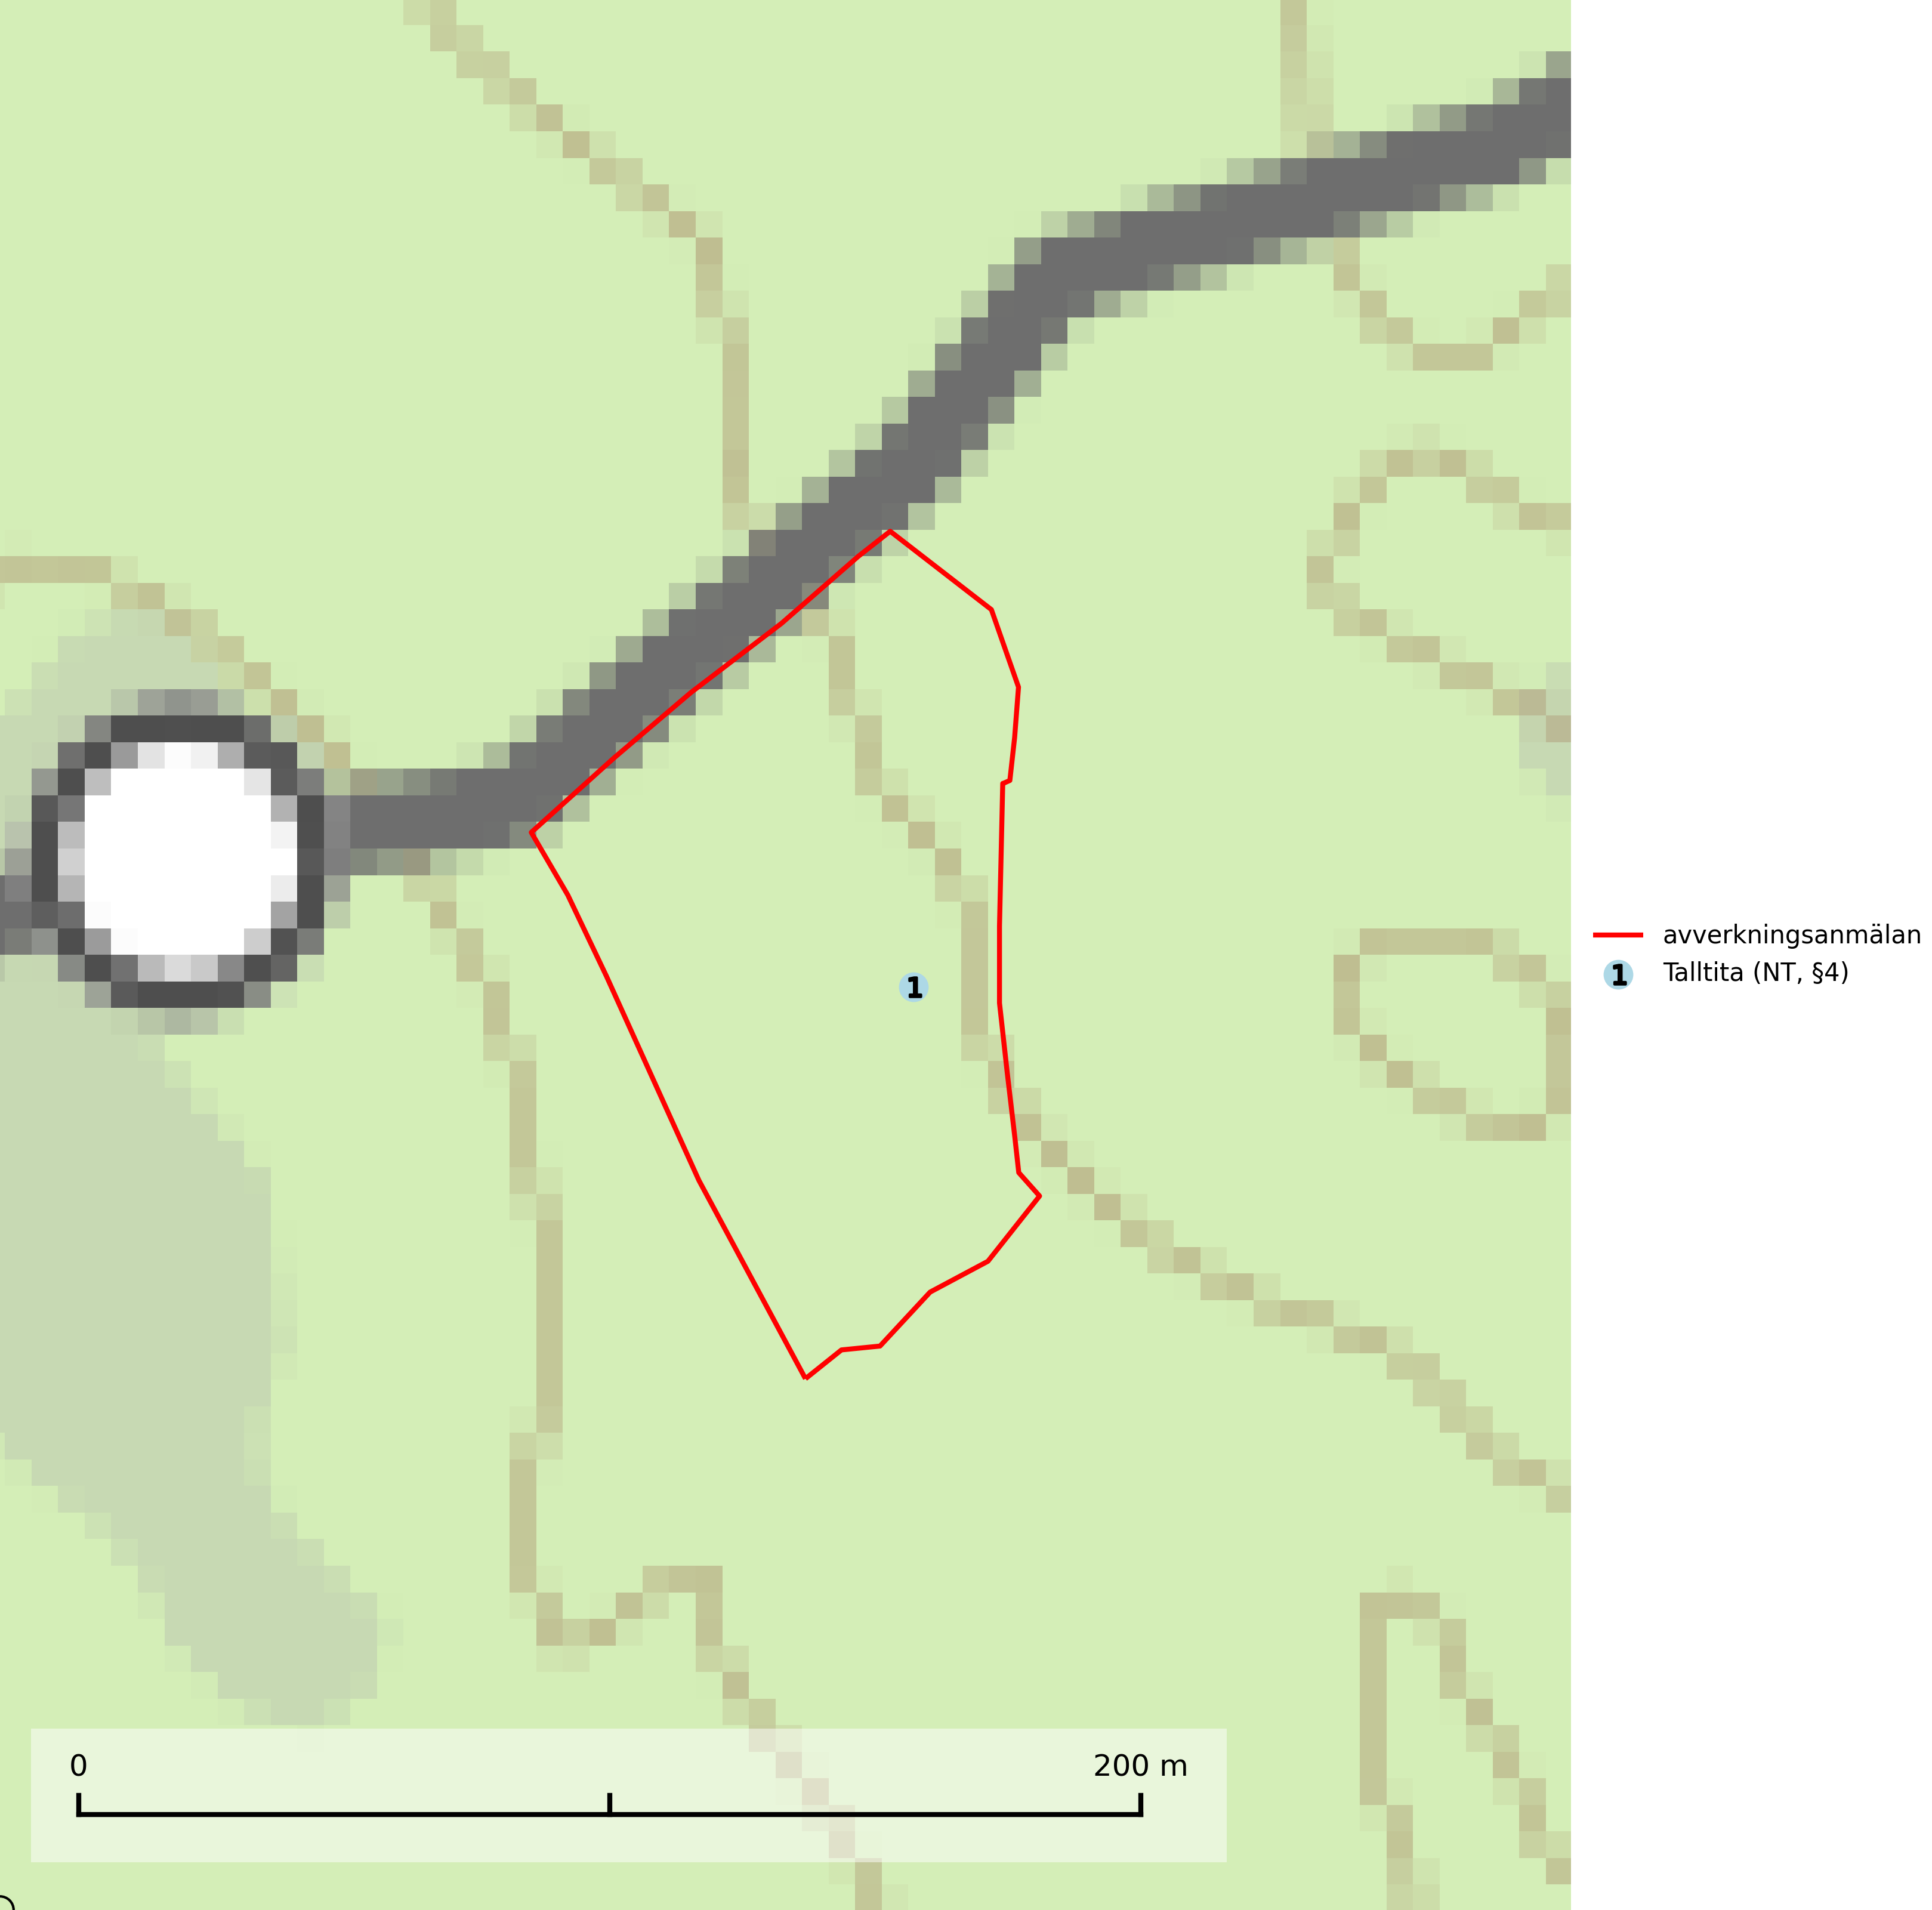 1
avverkningsanmälan
1 Talltita (NT, §4)
0 200 m